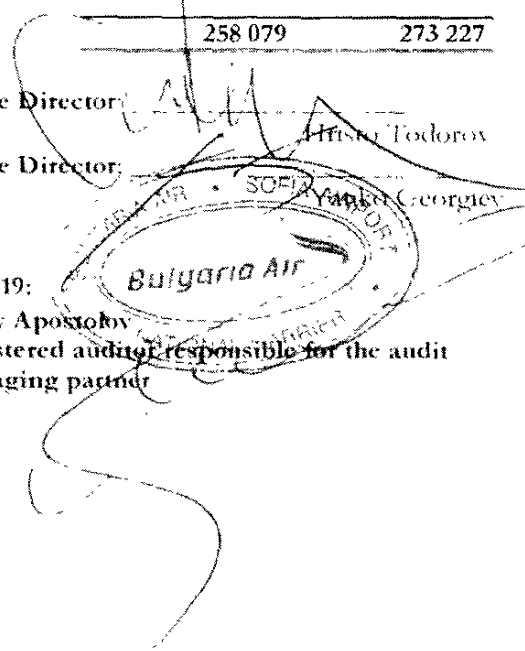 258 079 273 227
e Director:
Hristo Todorov
e Director:
Yanko Georgiev
SOFIA AIRPORT
Bulgaria Air
19:
Apostolov
stered auditor responsible for the audit
aging partner